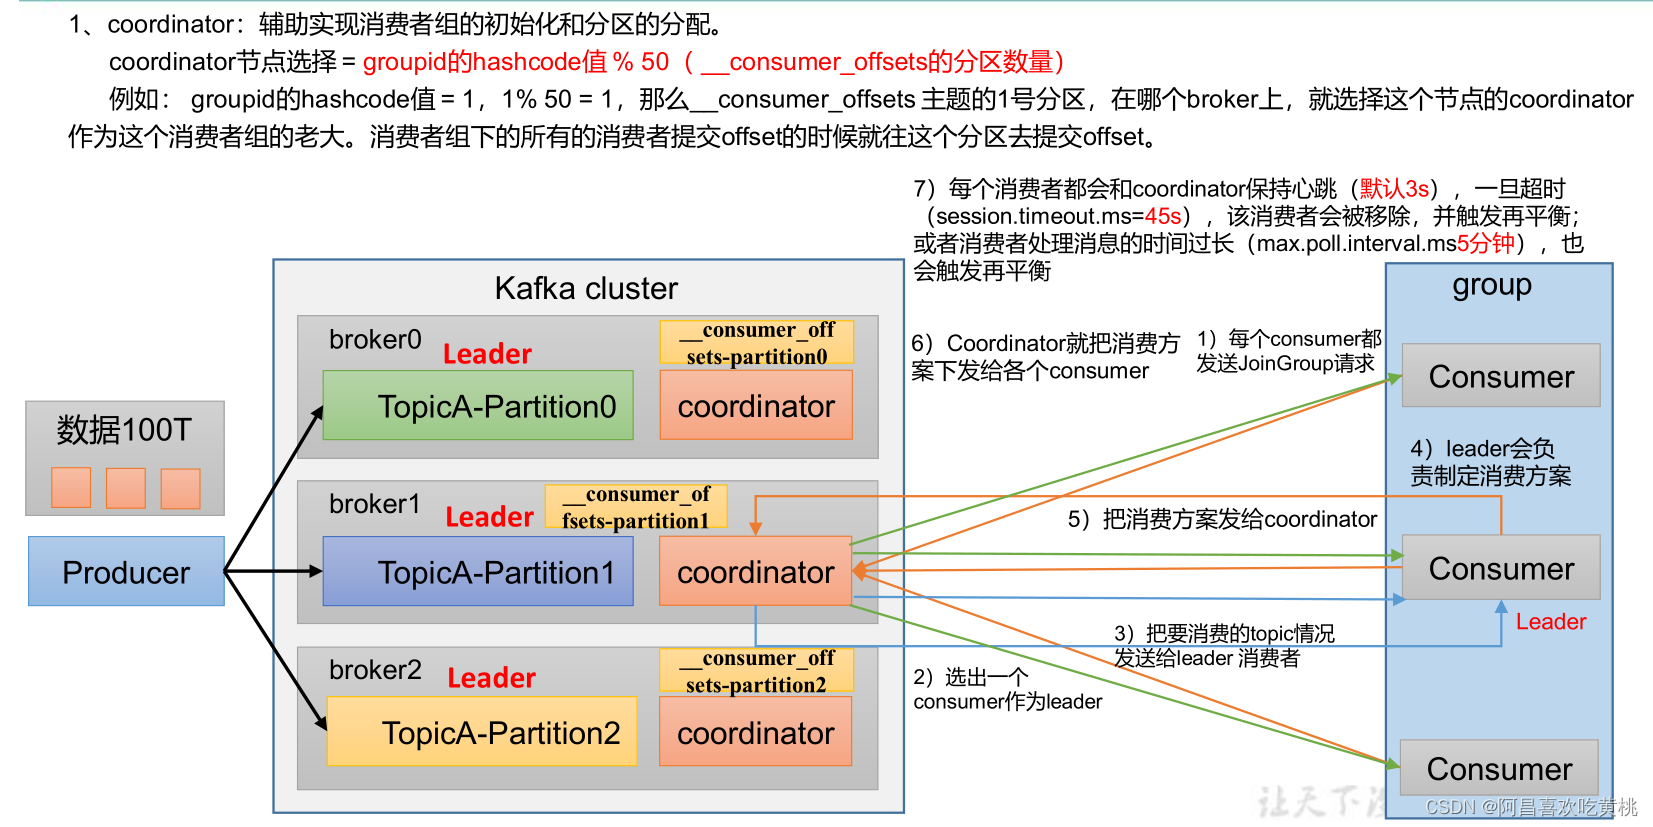 1、coordinator：辅助实现消费者组的初始化和分区的分配。
coordinator节点选择 = groupid的hashcode值 % 50（ __consumer_offsets的分区数量）
例如： groupid的hashcode值 = 1，1% 50 = 1，那么__consumer_offsets 主题的1号分区，在哪个broker上，就选择这个节点的coordinator
作为这个消费者组的老大。消费者组下的所有的消费者提交offset的时候就往这个分区去提交offset。
7）每个消费者都会和coordinator保持心跳（默认3s），一旦超时
（session.timeout.ms=45s），该消费者会被移除，并触发再平衡；
或者消费者处理消息的时间过长（max.poll.interval.ms5分钟），也
会触发再平衡
Kafka cluster
group
broker0
Leader
__consumer_off
sets-partition0
TopicA-Partition0
coordinator
6）Coordinator就把消费方
案下发给各个consumer
1）每个consumer都
发送JoinGroup请求
Consumer
数据100T
4）leader会负
责制定消费方案
broker1
Leader
__consumer_of
fsets-partition1
5）把消费方案发给coordinator
Producer
TopicA-Partition1
coordinator
Consumer
Leader
3）把要消费的topic情况
发送给leader 消费者
broker2
Leader
__consumer_off
sets-partition2
2）选出一个
consumer作为leader
TopicA-Partition2
coordinator
Consumer
让天下
CSDN @阿昌喜欢吃黄桃